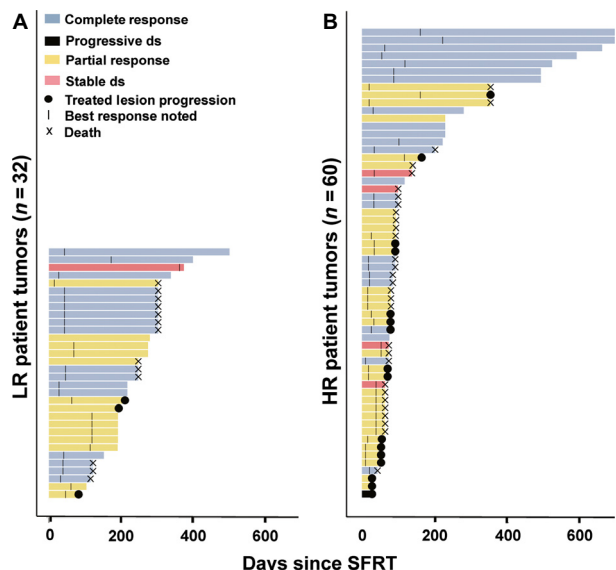 A
B
Complete response
Progressive ds
Partial response
Stable ds
Treated lesion progression
Best response noted
Death
LR patient tumors (n = 32)
HR patient tumors (n = 60)
0 200 400 600
0 200 400 600
Days since SFRT